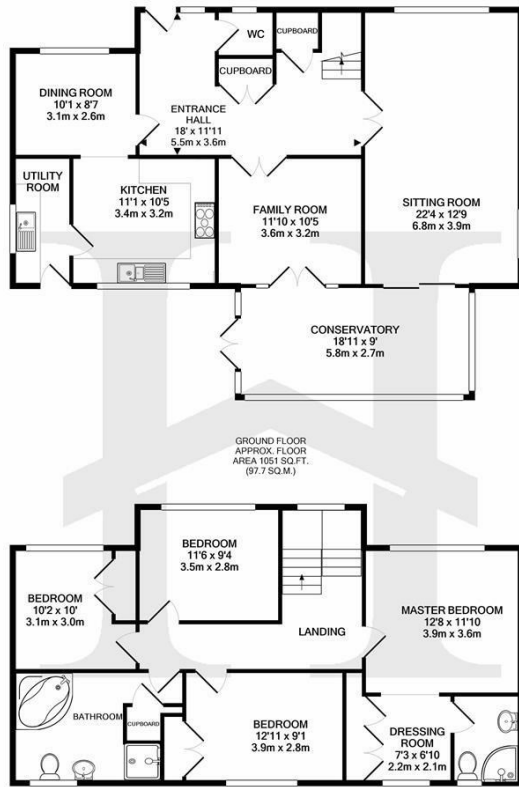 WC
CUPBOARD
CUPBOARD
DINING ROOM
10'1 x 8'7
3.1m x 2.6m
ENTRANCE
HALL
18' x 11'11
5.5m x 3.6m
UTILITY
ROOM
KITCHEN
11'1 x 10'5
3.4m x 3.2m
FAMILY ROOM
11'10 x 10'5
3.6m x 3.2m
SITTING ROOM
22'4 x 12'9
6.8m x 3.9m
CONSERVATORY
18'11 x 9'
5.8m x 2.7m
GROUND FLOOR
APPROX. FLOOR
AREA 1051 SQ.FT.
(97.7 SQ.M.)
BEDROOM
11'6 x 9'4
3.5m x 2.8m
BEDROOM
10'2 x 10'
3.1m x 3.0m
MASTER BEDROOM
12'8 x 11'10
3.9m x 3.6m
LANDING
BATHROOM
CUPBOARD
BEDROOM
12'11 x 9'1
3.9m x 2.8m
DRESSING
ROOM
7'3 x 6'10
2.2m x 2.1m